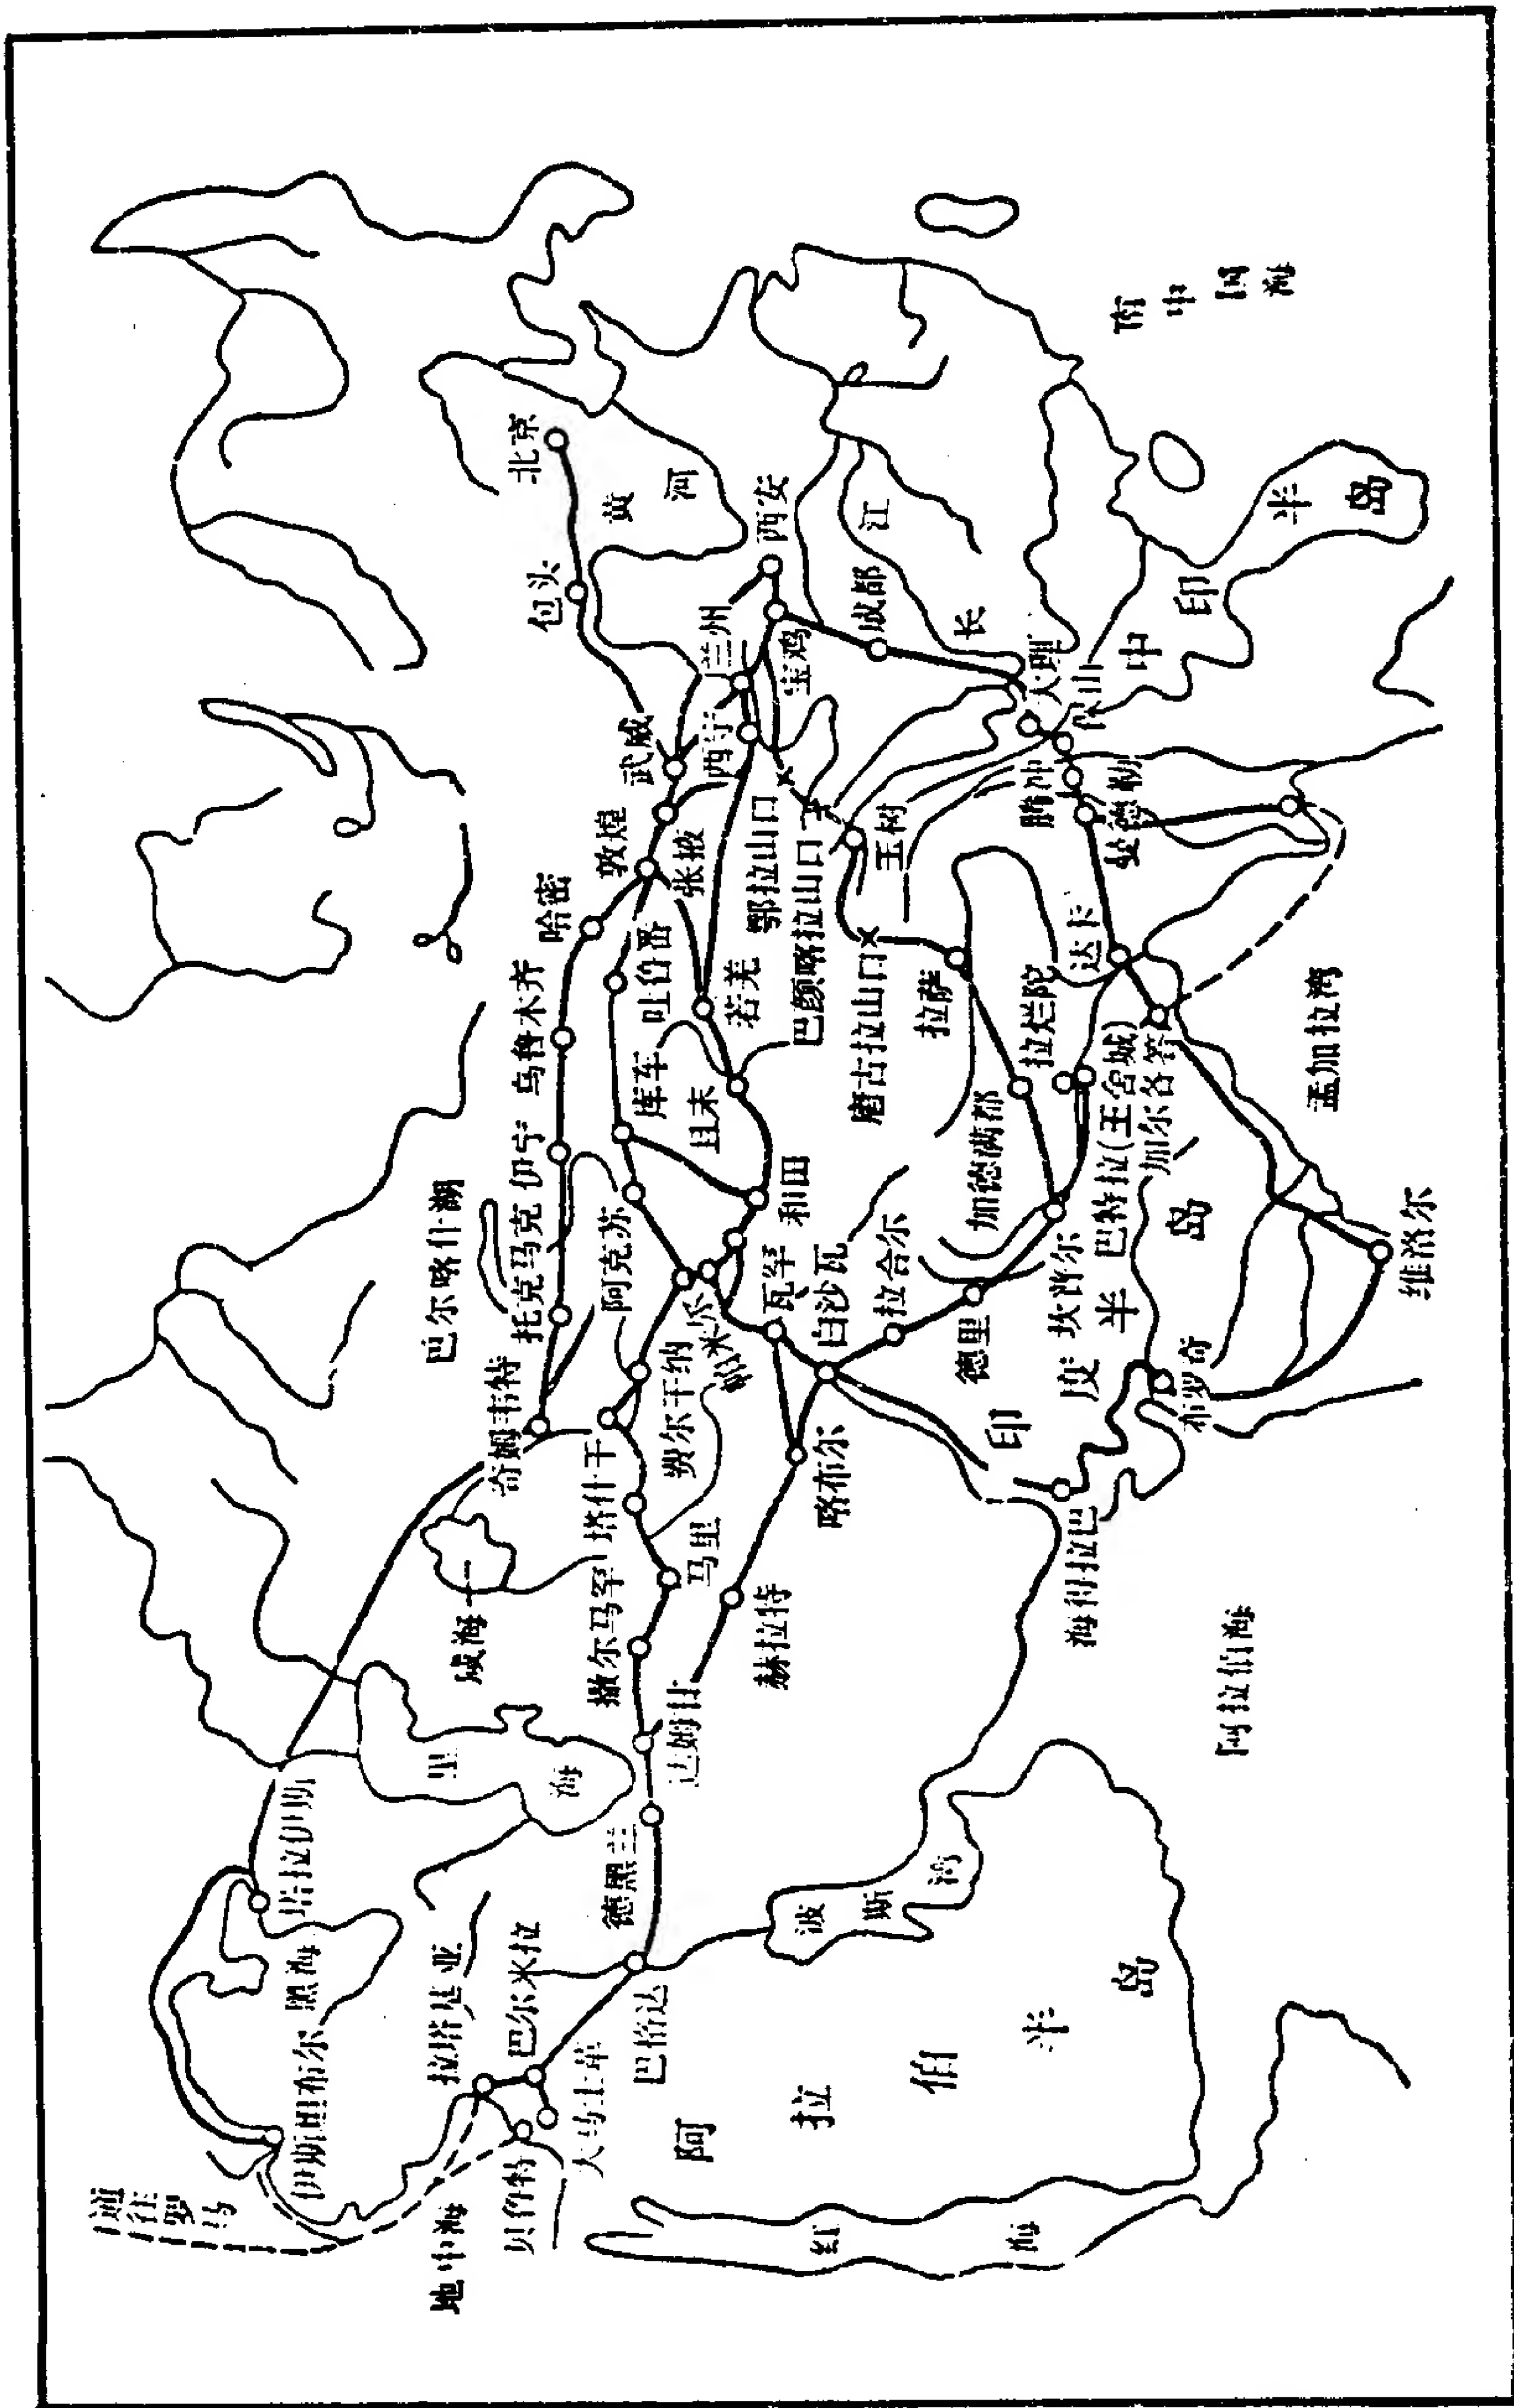 通往罗马
地中海
伊斯坦布尔
黑海
塔拉伊斯
拉塔基亚
巴尔米拉
贝鲁特
大马士革
巴格达
德黑兰
达姆甘
里海
咸海
撒尔马罕
马里
赫拉特
塔什干
奇姆韦特
费尔干纳
帕米尔
喀布尔
巴尔喀什湖
托克马克
伊宁
乌鲁木齐
哈密
敦煌
武威
包头
北京
阿克苏
库车
吐鲁番
张掖
西宁
兰州
宝鸡
西安
黄河
瓦罕
和田
且末
若羌
鄂拉山口
巴颜喀拉山口
玉树
唐古拉山口
拉萨
成都
长江
大理
保山
腾冲
曼德勒
白沙瓦
拉合尔
德里
坎普尔
加德满都
拉烂陀
巴特拉(王舍城)
加尔各答
达卡
海得拉巴
布罗奇
维洛尔
印度半岛
中印半岛
南中国海
孟加拉湾
阿拉伯海
波斯湾
阿拉伯半岛
红海